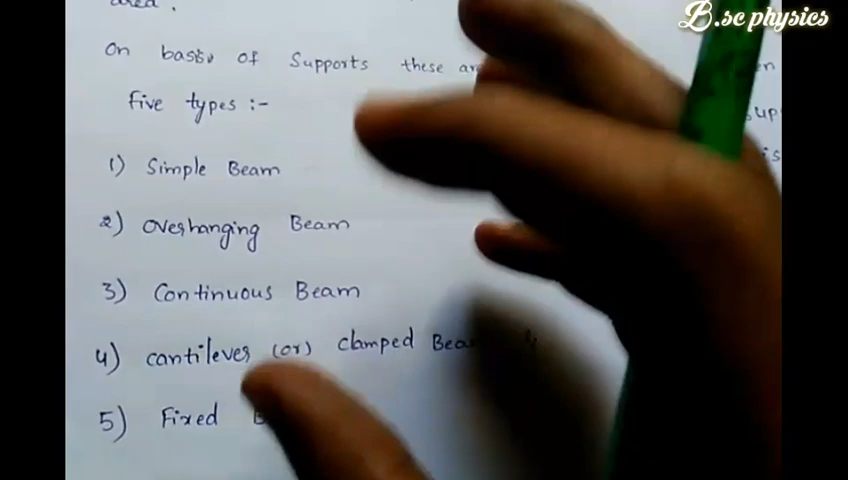 B.sc physics
area.
On basis of Supports these
five types :-
1) Simple Beam
2) Overhanging Beam
3) Continuous Beam
4) cantilever (or) clamped
5) Fixed